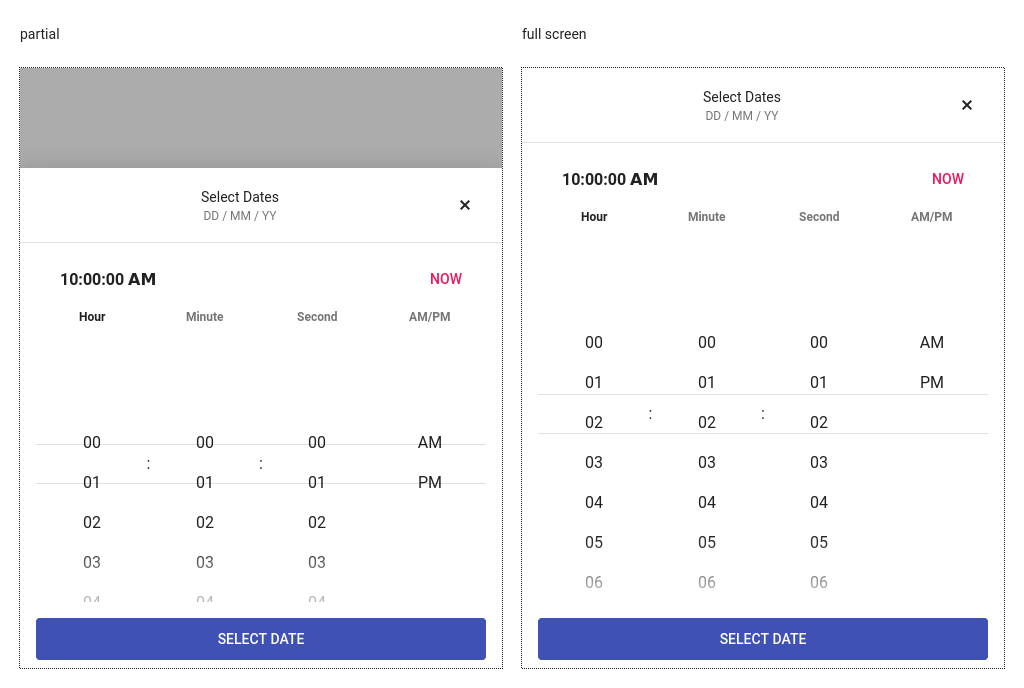 partial
Select Dates
DD / MM / YY
×
10:00:00 AM NOW
Hour Minute Second AM/PM
00 00 00 AM
: :
01 01 01 PM
02 02 02
03 03 03
04 04 04
SELECT DATE
full screen
Select Dates
DD / MM / YY
×
10:00:00 AM NOW
Hour Minute Second AM/PM
00 00 00 AM
01 01 01 PM
: :
02 02 02
03 03 03
04 04 04
05 05 05
06 06 06
SELECT DATE